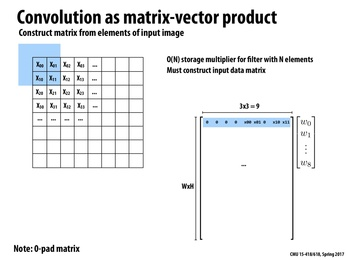 Convolution as matrix-vector product
Construct matrix from elements of input image
O(N) storage multiplier for filter with N elements
Must construct input data matrix
X00 X01 X02 X03 ...
X10 X11 X12 X13 ...
X20 X21 X22 X23 ...
X30 X31 X32 X33 ...
... ... ... ...
3x3 = 9
0 0 0 0 x00 x01 0 x10 x11
w0
w1
⋮
w8
WxH
...
Note: 0-pad matrix
CMU 15-418/618, Spring 2017